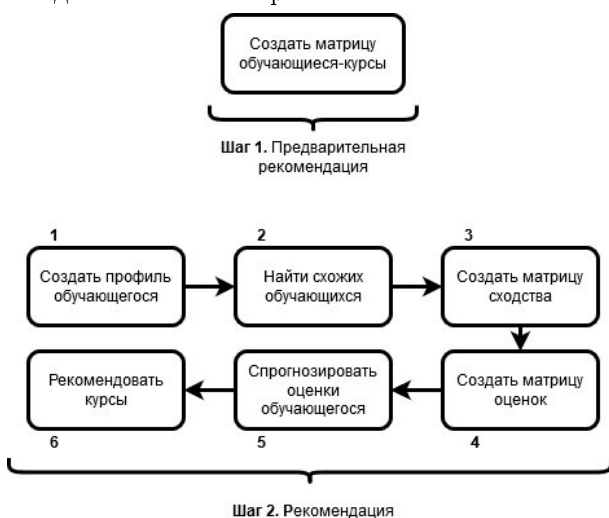 Создать матрицу
обучающиеся-курсы
Шаг 1. Предварительная
рекомендация
1
2
3
Создать профиль
обучающегося
Найти схожих
обучающихся
Создать матрицу
сходства
Рекомендовать
курсы
Спрогнозировать
оценки
обучающегося
Создать матрицу
оценок
6
5
4
Шаг 2. Рекомендация